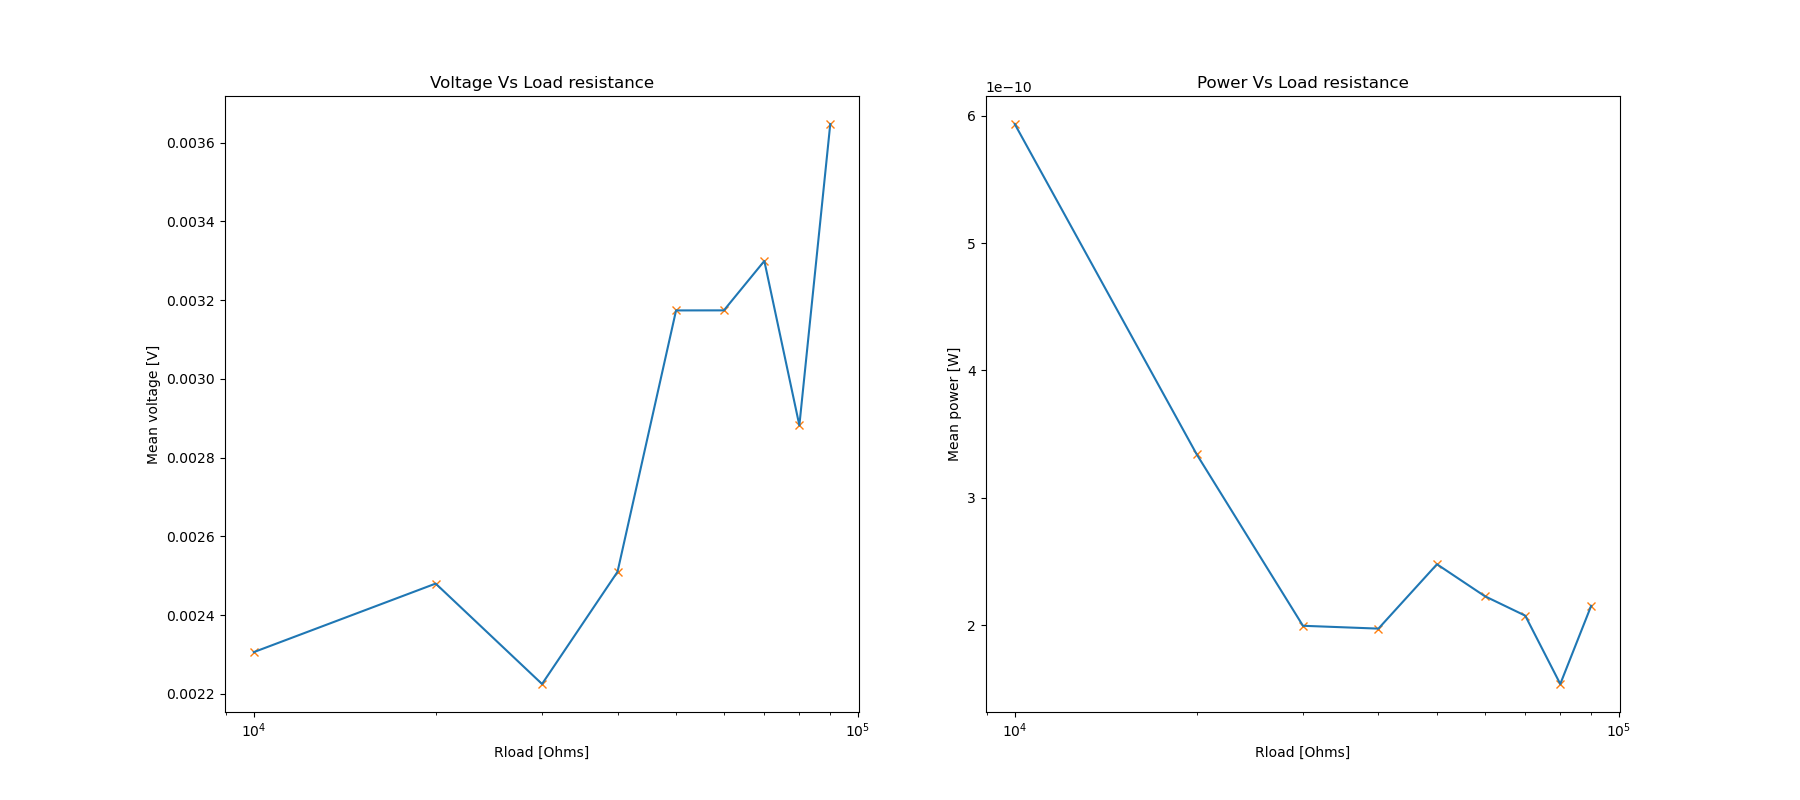 Voltage Vs Load resistance
Mean voltage [V]
0.0036
0.0034
0.0032
0.0030
0.0028
0.0026
0.0024
0.0022
10⁴
10⁵
Rload [Ohms]
Power Vs Load resistance
1e−10
Mean power [W]
6
5
4
3
2
10⁴
10⁵
Rload [Ohms]